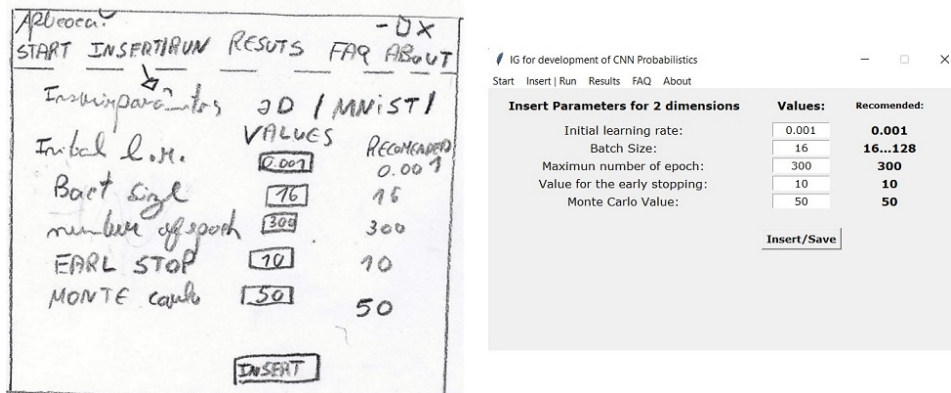 START INSERT/RUN RESUTS FAQ ABOUT
2D / MNIST /
VALUES RECOMENADED
0.001 0.001
Bact Size 16 16
number of epoch 300 300
EARL STOP 10 10
MONTE carlo 50 50
INSERT
IG for development of CNN Probabilistics
Start Insert | Run Results FAQ About
Insert Parameters for 2 dimensions Values: Recomended:
Initial learning rate: 0.001 0.001
Batch Size: 16 16...128
Maximun number of epoch: 300 300
Value for the early stopping: 10 10
Monte Carlo Value: 50 50
Insert/Save